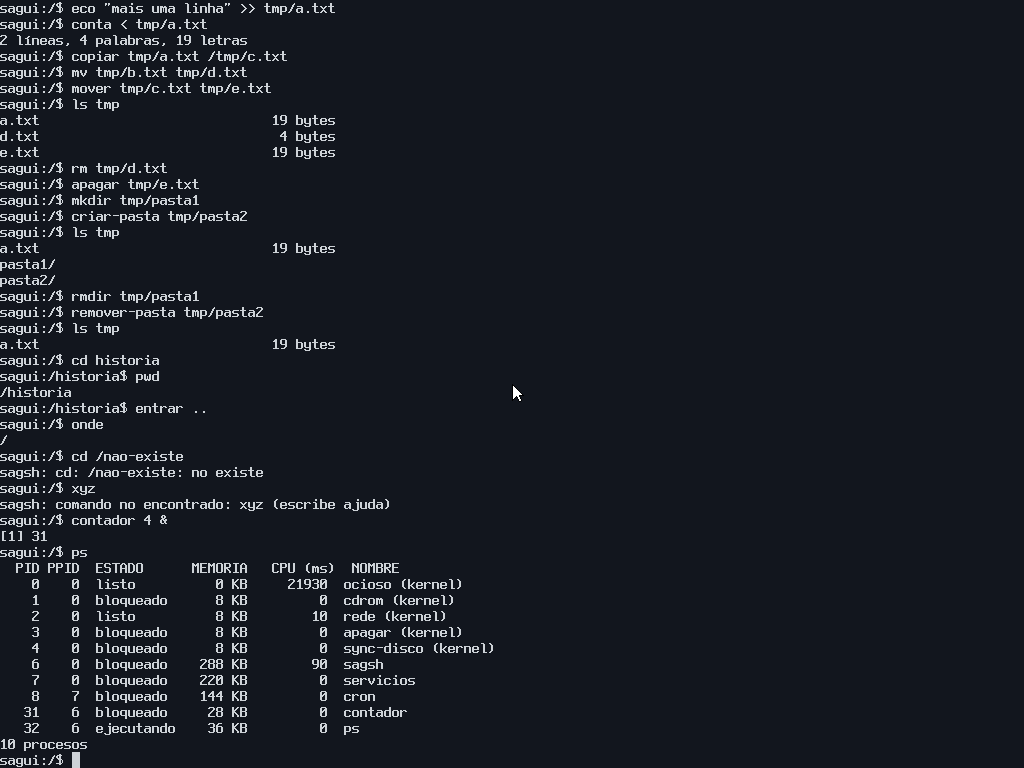 sagui:/$ eco "mais uma linha" >> tmp/a.txt
sagui:/$ conta < tmp/a.txt
2 líneas, 4 palabras, 19 letras
sagui:/$ copiar tmp/a.txt /tmp/c.txt
sagui:/$ mv tmp/b.txt tmp/d.txt
sagui:/$ mover tmp/c.txt tmp/e.txt
sagui:/$ ls tmp
a.txt                             19 bytes
d.txt                              4 bytes
e.txt                             19 bytes
sagui:/$ rm tmp/d.txt
sagui:/$ apagar tmp/e.txt
sagui:/$ mkdir tmp/pasta1
sagui:/$ criar-pasta tmp/pasta2
sagui:/$ ls tmp
a.txt                             19 bytes
pasta1/
pasta2/
sagui:/$ rmdir tmp/pasta1
sagui:/$ remover-pasta tmp/pasta2
sagui:/$ ls tmp
a.txt                             19 bytes
sagui:/$ cd historia
sagui:/historia$ pwd
/historia
sagui:/historia$ entrar ..
sagui:/$ onde
/
sagui:/$ cd /nao-existe
sagsh: cd: /nao-existe: no existe
sagui:/$ xyz
sagsh: comando no encontrado: xyz (escribe ajuda)
sagui:/$ contador 4 &
[1] 31
sagui:/$ ps
  PID PPID  ESTADO      MEMORIA   CPU (ms)  NOMBRE
    0    0  listo          0 KB     21930  ocioso (kernel)
    1    0  bloqueado      8 KB         0  cdrom (kernel)
    2    0  listo          8 KB        10  rede (kernel)
    3    0  bloqueado      8 KB         0  apagar (kernel)
    4    0  bloqueado      8 KB         0  sync-disco (kernel)
    6    0  bloqueado    288 KB        90  sagsh
    7    0  bloqueado    220 KB         0  servicios
    8    7  bloqueado    144 KB         0  cron
   31    6  bloqueado     28 KB         0  contador
   32    6  ejecutando    36 KB         0  ps
10 procesos
sagui:/$